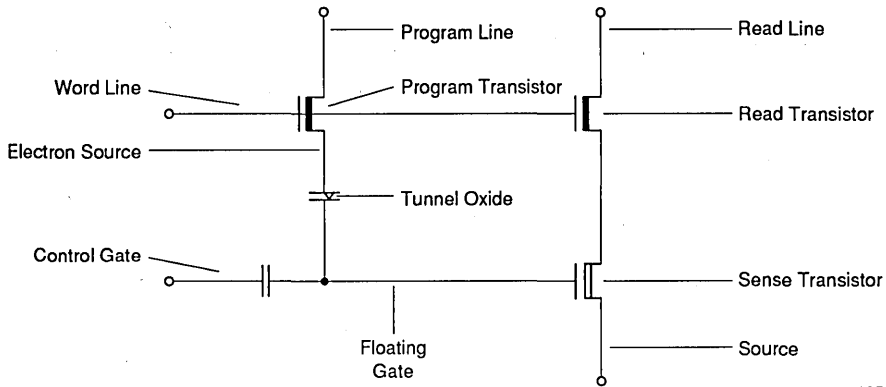 Program Line
Read Line
Word Line
Program Transistor
Read Transistor
Electron Source
Tunnel Oxide
Control Gate
Sense Transistor
Floating
Gate
Source